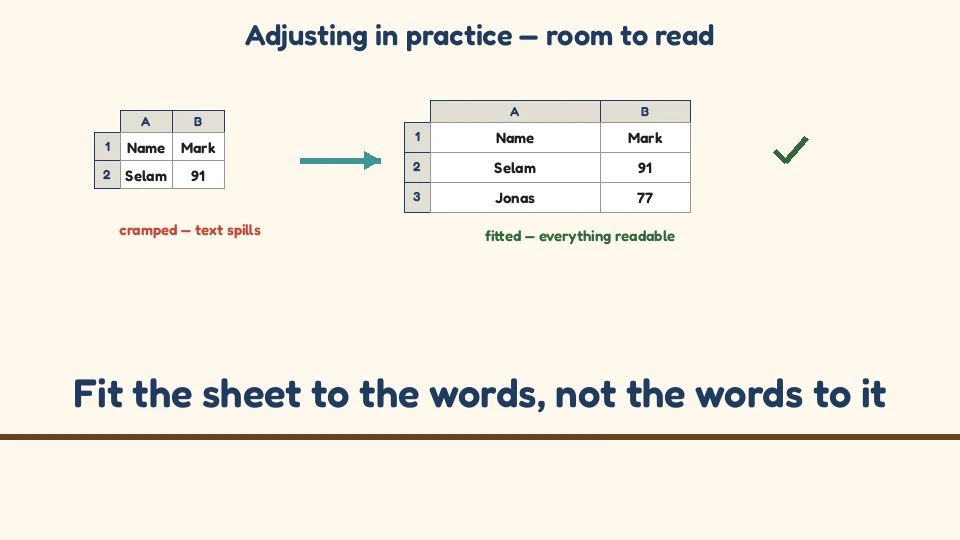 Adjusting in practice — room to read
A B
1 Name Mark
2 Selam 91
cramped — text spills
A B
1 Name Mark
2 Selam 91
3 Jonas 77
fitted — everything readable
Fit the sheet to the words, not the words to it